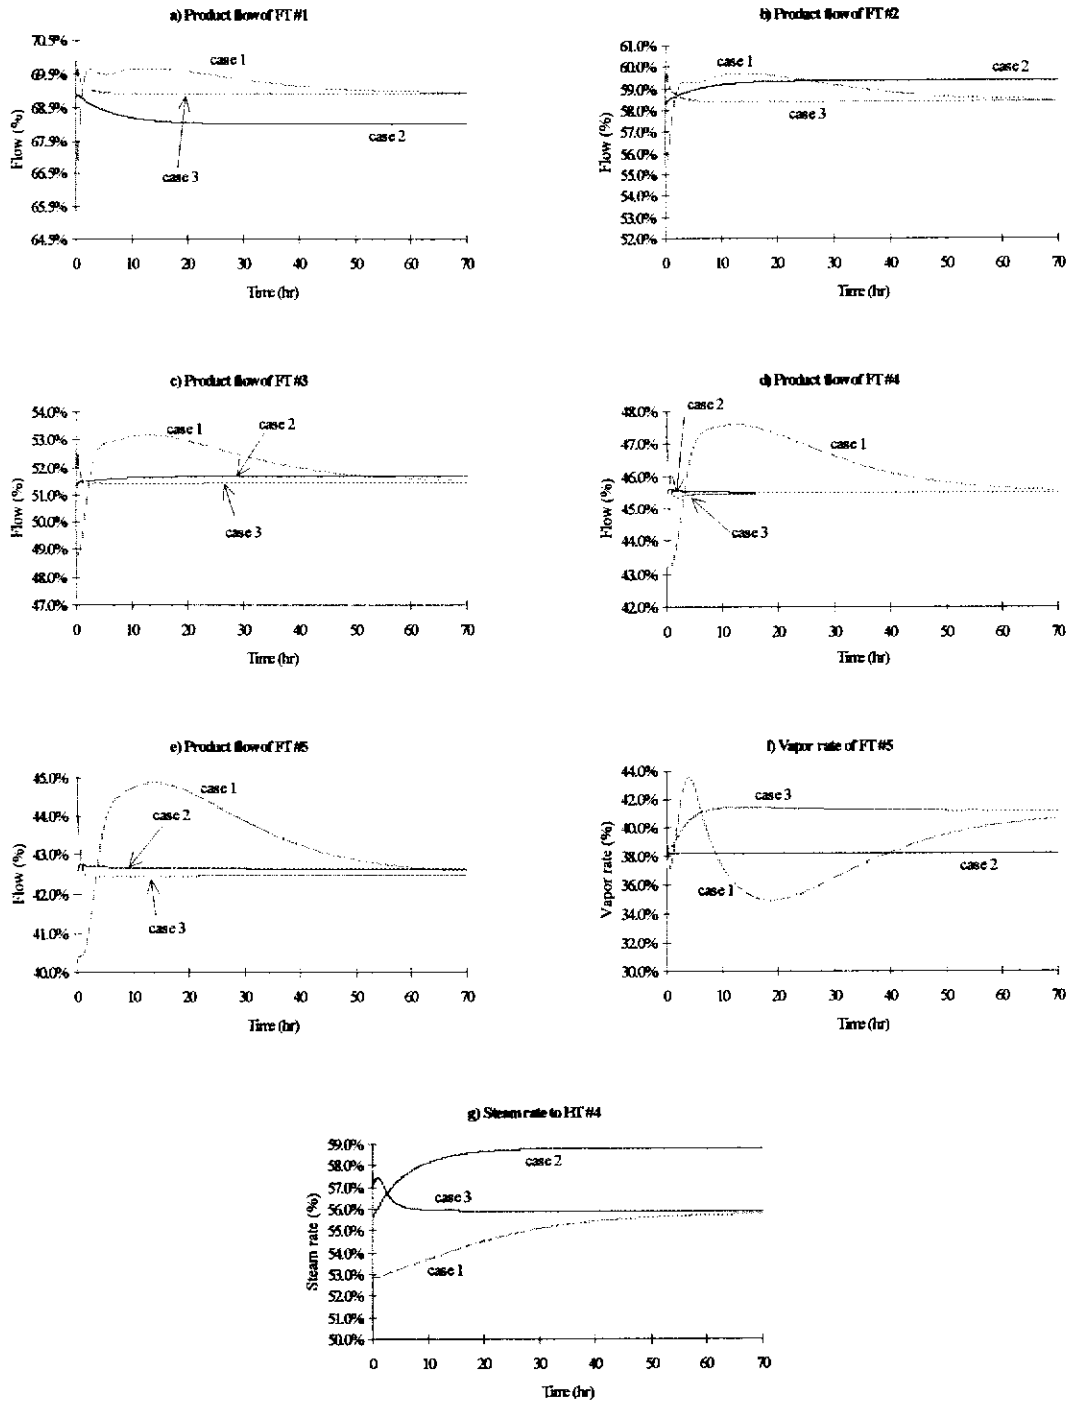 a) Product flow of FT #1
70.9%
69.9%
68.9%
67.9%
66.9%
65.9%
64.9%
Flow (%)
case 1
case 2
case 3
0 10 20 30 40 50 60 70
Time (hr)
b) Product flow of FT #2
61.0%
60.0%
59.0%
58.0%
57.0%
56.0%
55.0%
54.0%
53.0%
52.0%
Flow (%)
case 1
case 2
case 3
0 10 20 30 40 50 60 70
Time (hr)
c) Product flow of FT #3
54.0%
53.0%
52.0%
51.0%
50.0%
49.0%
48.0%
47.0%
Flow (%)
case 1
case 2
case 3
0 10 20 30 40 50 60 70
Time (hr)
d) Product flow of FT #4
48.0%
47.0%
46.0%
45.0%
44.0%
43.0%
42.0%
Flow (%)
case 2
case 1
case 3
0 10 20 30 40 50 60 70
Time (hr)
e) Product flow of FT #5
45.0%
44.0%
43.0%
42.0%
41.0%
40.0%
Flow (%)
case 1
case 2
case 3
0 10 20 30 40 50 60 70
Time (hr)
f) Vapor rate of FT #5
44.0%
42.0%
40.0%
38.0%
36.0%
34.0%
32.0%
30.0%
Vapor rate (%)
case 3
case 2
case 1
0 10 20 30 40 50 60 70
Time (hr)
g) Steam rate to HT #4
59.0%
58.0%
57.0%
56.0%
55.0%
54.0%
53.0%
52.0%
51.0%
50.0%
Steam rate (%)
case 2
case 3
case 1
0 10 20 30 40 50 60 70
Time (hr)